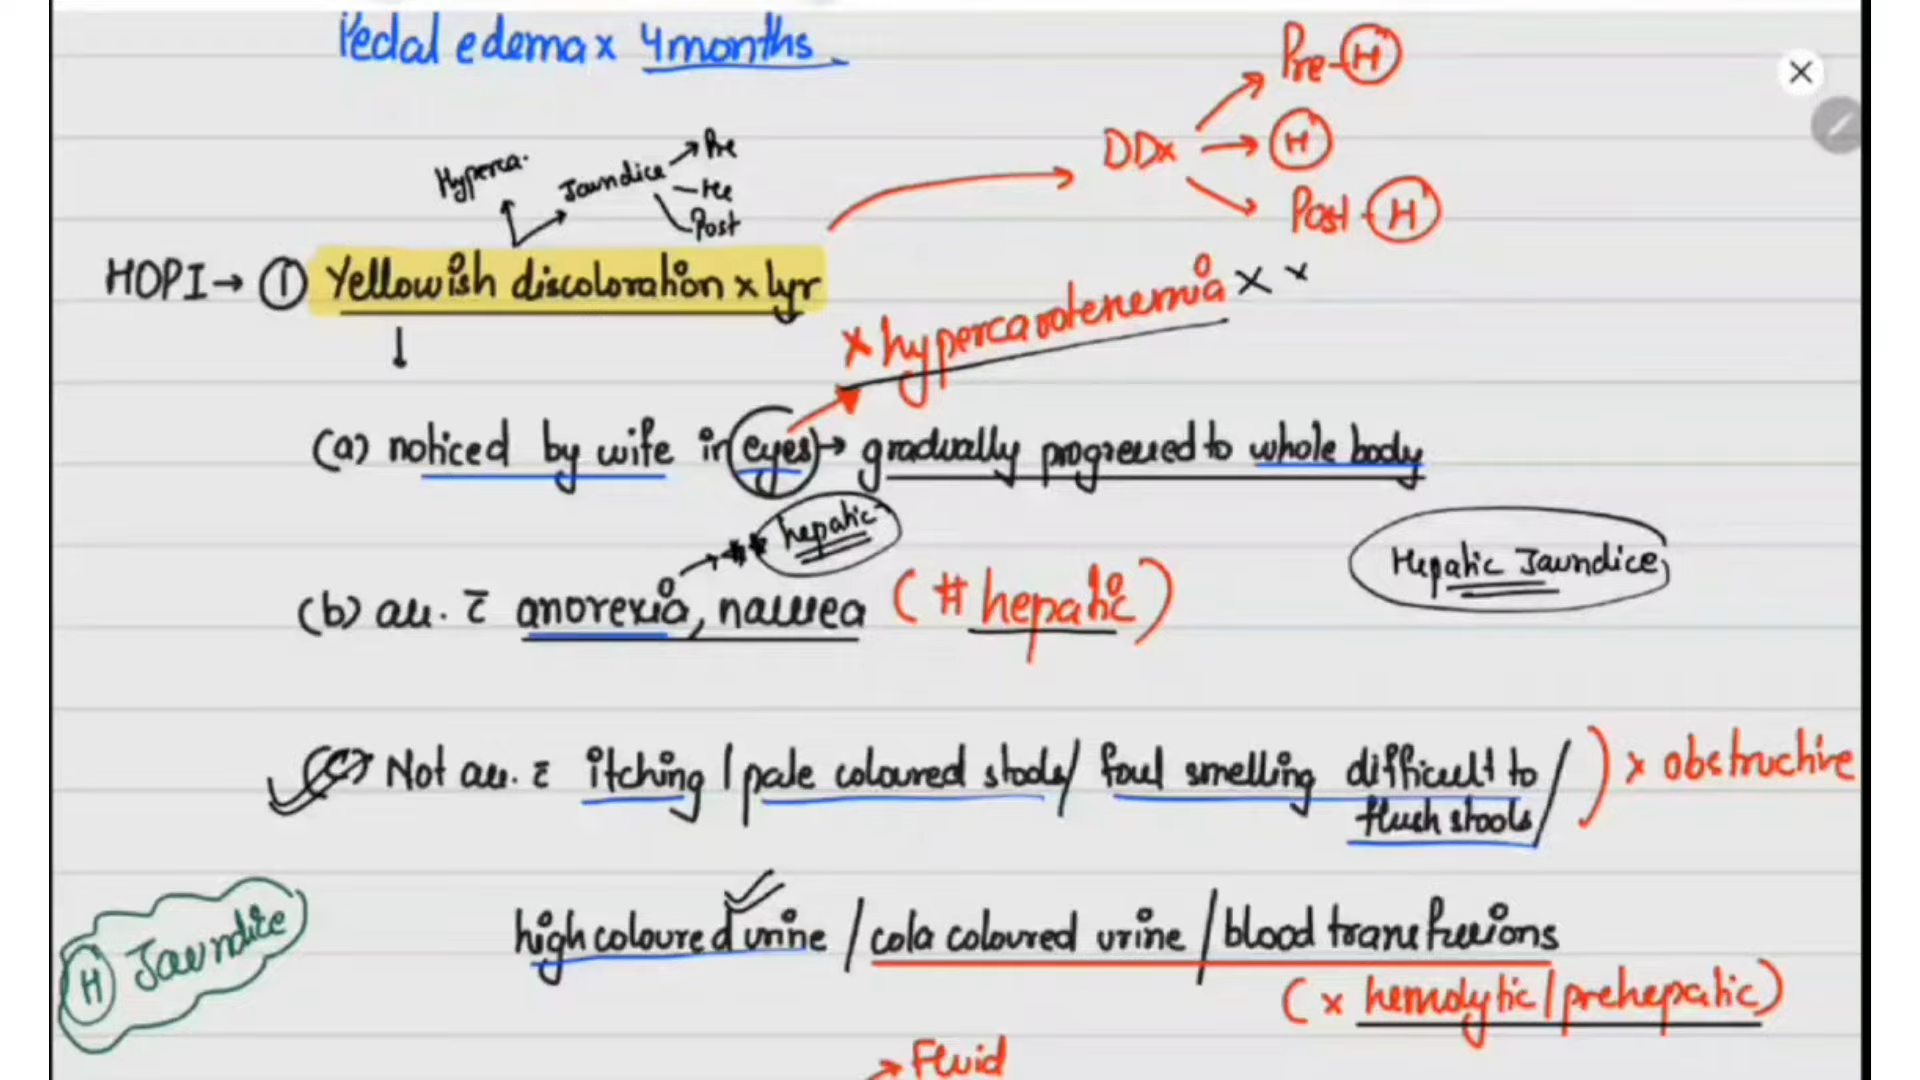 Pedal edema x 4 months
Pre-H
DDx → H
Post-H
Hyperca.
Jaundice → Pre
He
Post
HOPI → ① Yellowish discoloration x 1yr
x hypercarotenemia x x
(a) noticed by wife in eyes → gradually progressed to whole body
hepatic
Hepatic Jaundice
(b) ass. c̄ anorexia, nausea (# hepatic)
(c) Not ass. c̄ itching / pale coloured stools / foul smelling difficult to / ) x obstructive
flush stools
high coloured urine / cola coloured urine / blood transfusions
H Jaundice
(x hemolytic / prehepatic)
→ Fluid